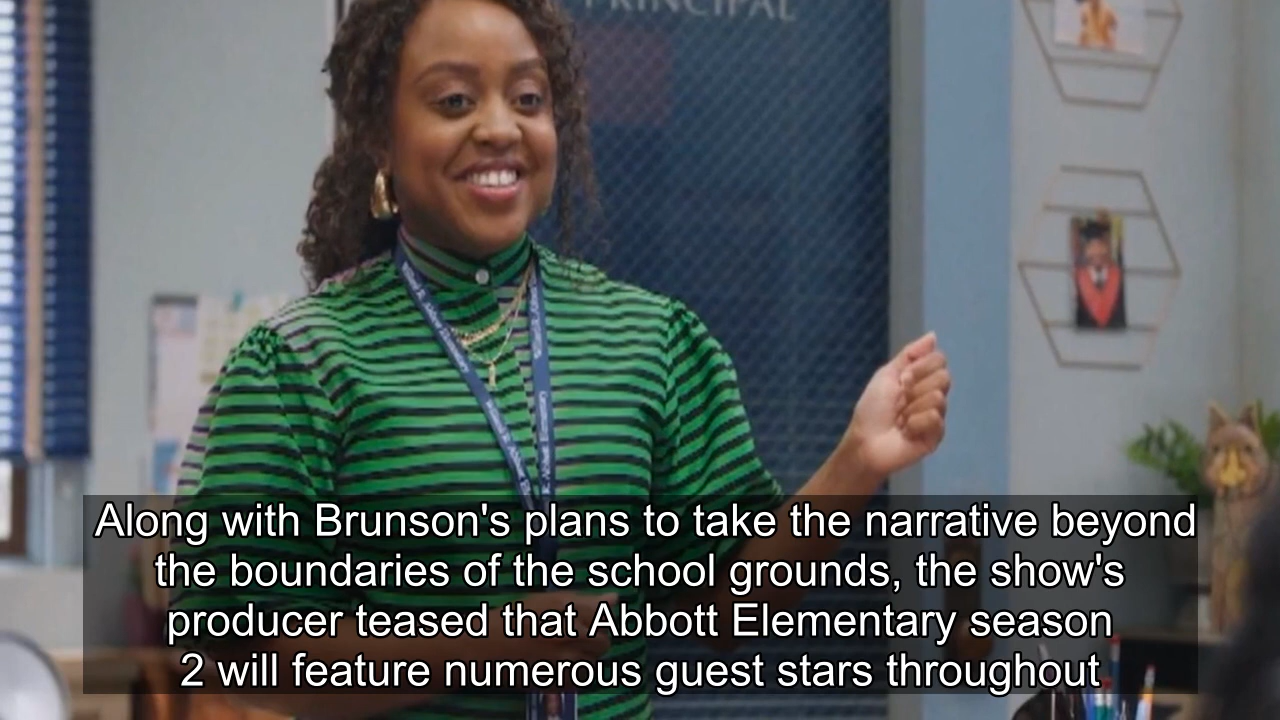 PRINCIPAL
Along with Brunson's plans to take the narrative beyond
the boundaries of the school grounds, the show's
producer teased that Abbott Elementary season
2 will feature numerous guest stars throughout